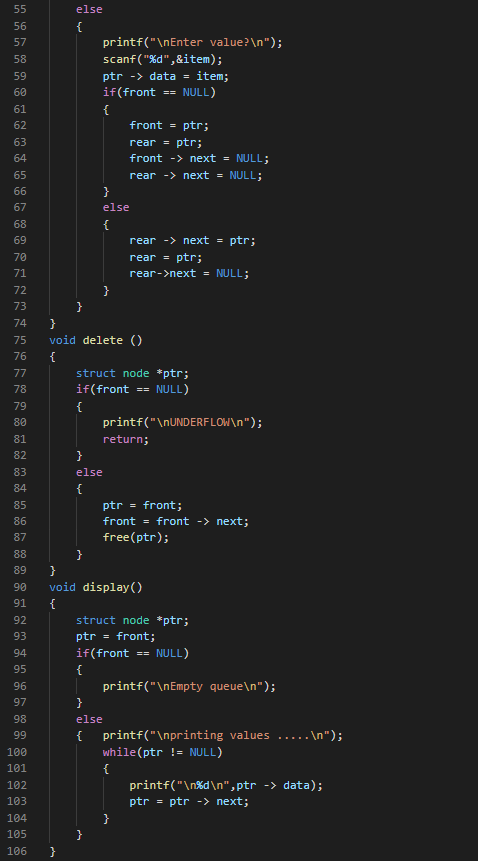 55 else
56 {
57 printf("\nEnter value?\n");
58 scanf("%d",&item);
59 ptr -> data = item;
60 if(front == NULL)
61 {
62 front = ptr;
63 rear = ptr;
64 front -> next = NULL;
65 rear -> next = NULL;
66 }
67 else
68 {
69 rear -> next = ptr;
70 rear = ptr;
71 rear->next = NULL;
72 }
73 }
74 }
75 void delete ()
76 {
77 struct node *ptr;
78 if(front == NULL)
79 {
80 printf("\nUNDERFLOW\n");
81 return;
82 }
83 else
84 {
85 ptr = front;
86 front = front -> next;
87 free(ptr);
88 }
89 }
90 void display()
91 {
92 struct node *ptr;
93 ptr = front;
94 if(front == NULL)
95 {
96 printf("\nEmpty queue\n");
97 }
98 else
99 { printf("\nprinting values .....\n");
100 while(ptr != NULL)
101 {
102 printf("\n%d\n",ptr -> data);
103 ptr = ptr -> next;
104 }
105 }
106 }